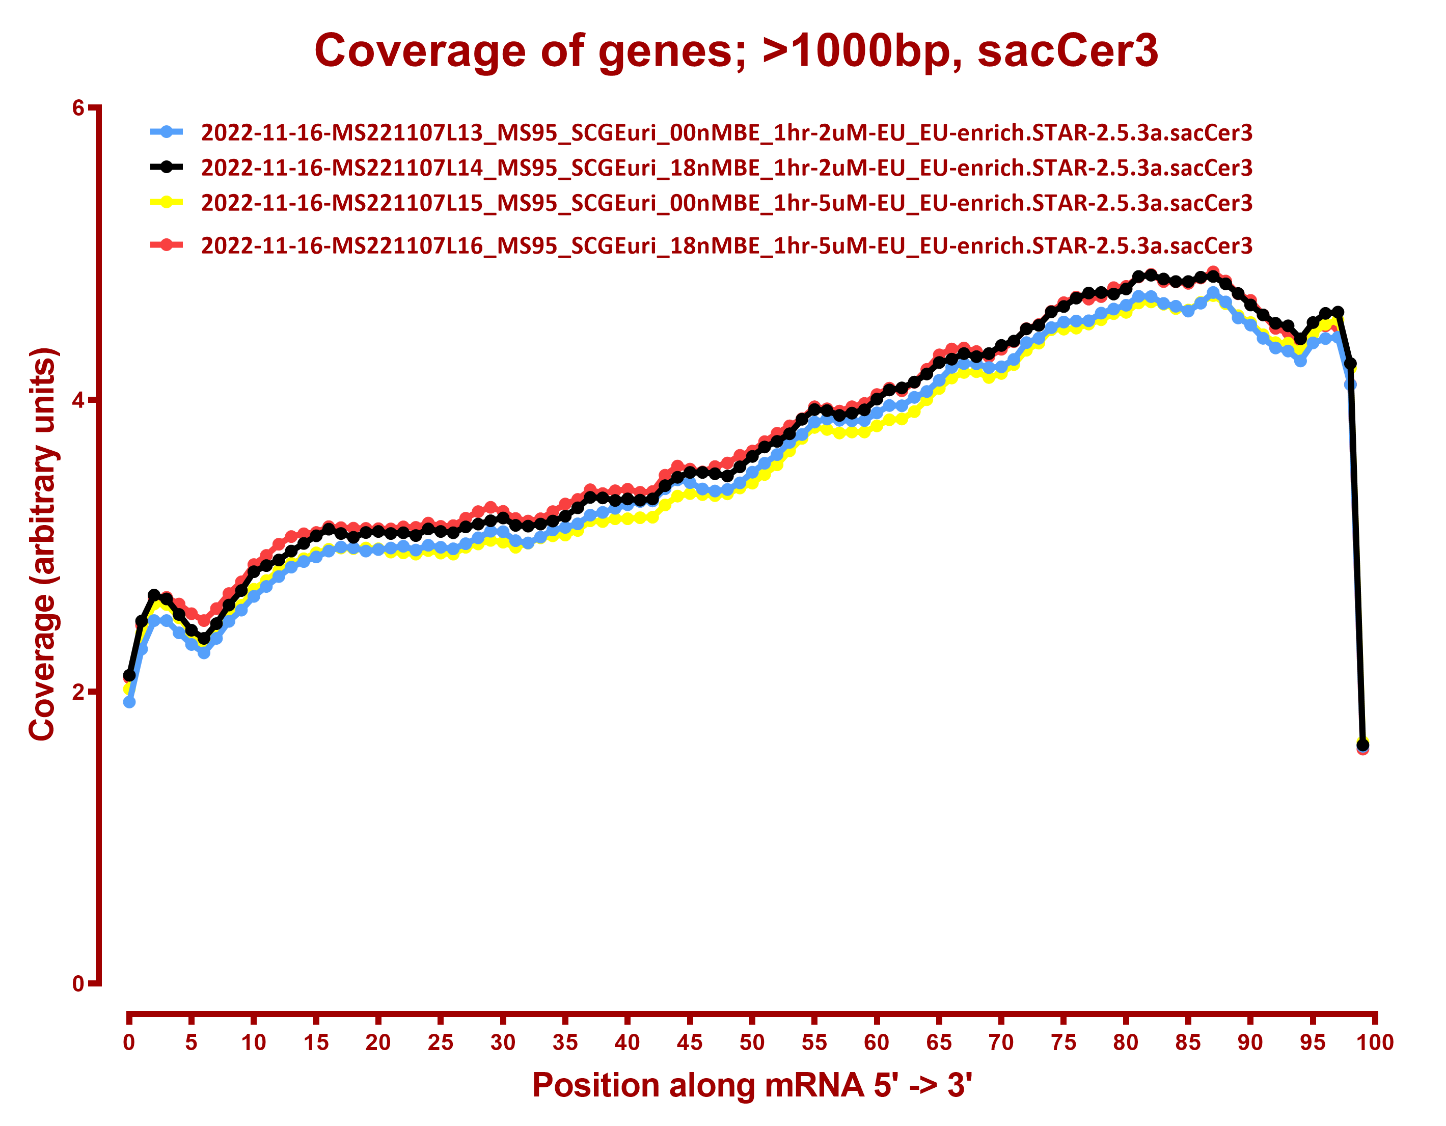 Coverage of genes; >1000bp, sacCer3
6
2022-11-16-MS221107L13_MS95_SCGEuri_00nMBE_1hr-2uM-EU_EU-enrich.STAR-2.5.3a.sacCer3
2022-11-16-MS221107L14_MS95_SCGEuri_18nMBE_1hr-2uM-EU_EU-enrich.STAR-2.5.3a.sacCer3
2022-11-16-MS221107L15_MS95_SCGEuri_00nMBE_1hr-5uM-EU_EU-enrich.STAR-2.5.3a.sacCer3
2022-11-16-MS221107L16_MS95_SCGEuri_18nMBE_1hr-5uM-EU_EU-enrich.STAR-2.5.3a.sacCer3
4
Coverage (arbitrary units)
2
0
0 5 10 15 20 25 30 35 40 45 50 55 60 65 70 75 80 85 90 95 100
Position along mRNA 5' -> 3'